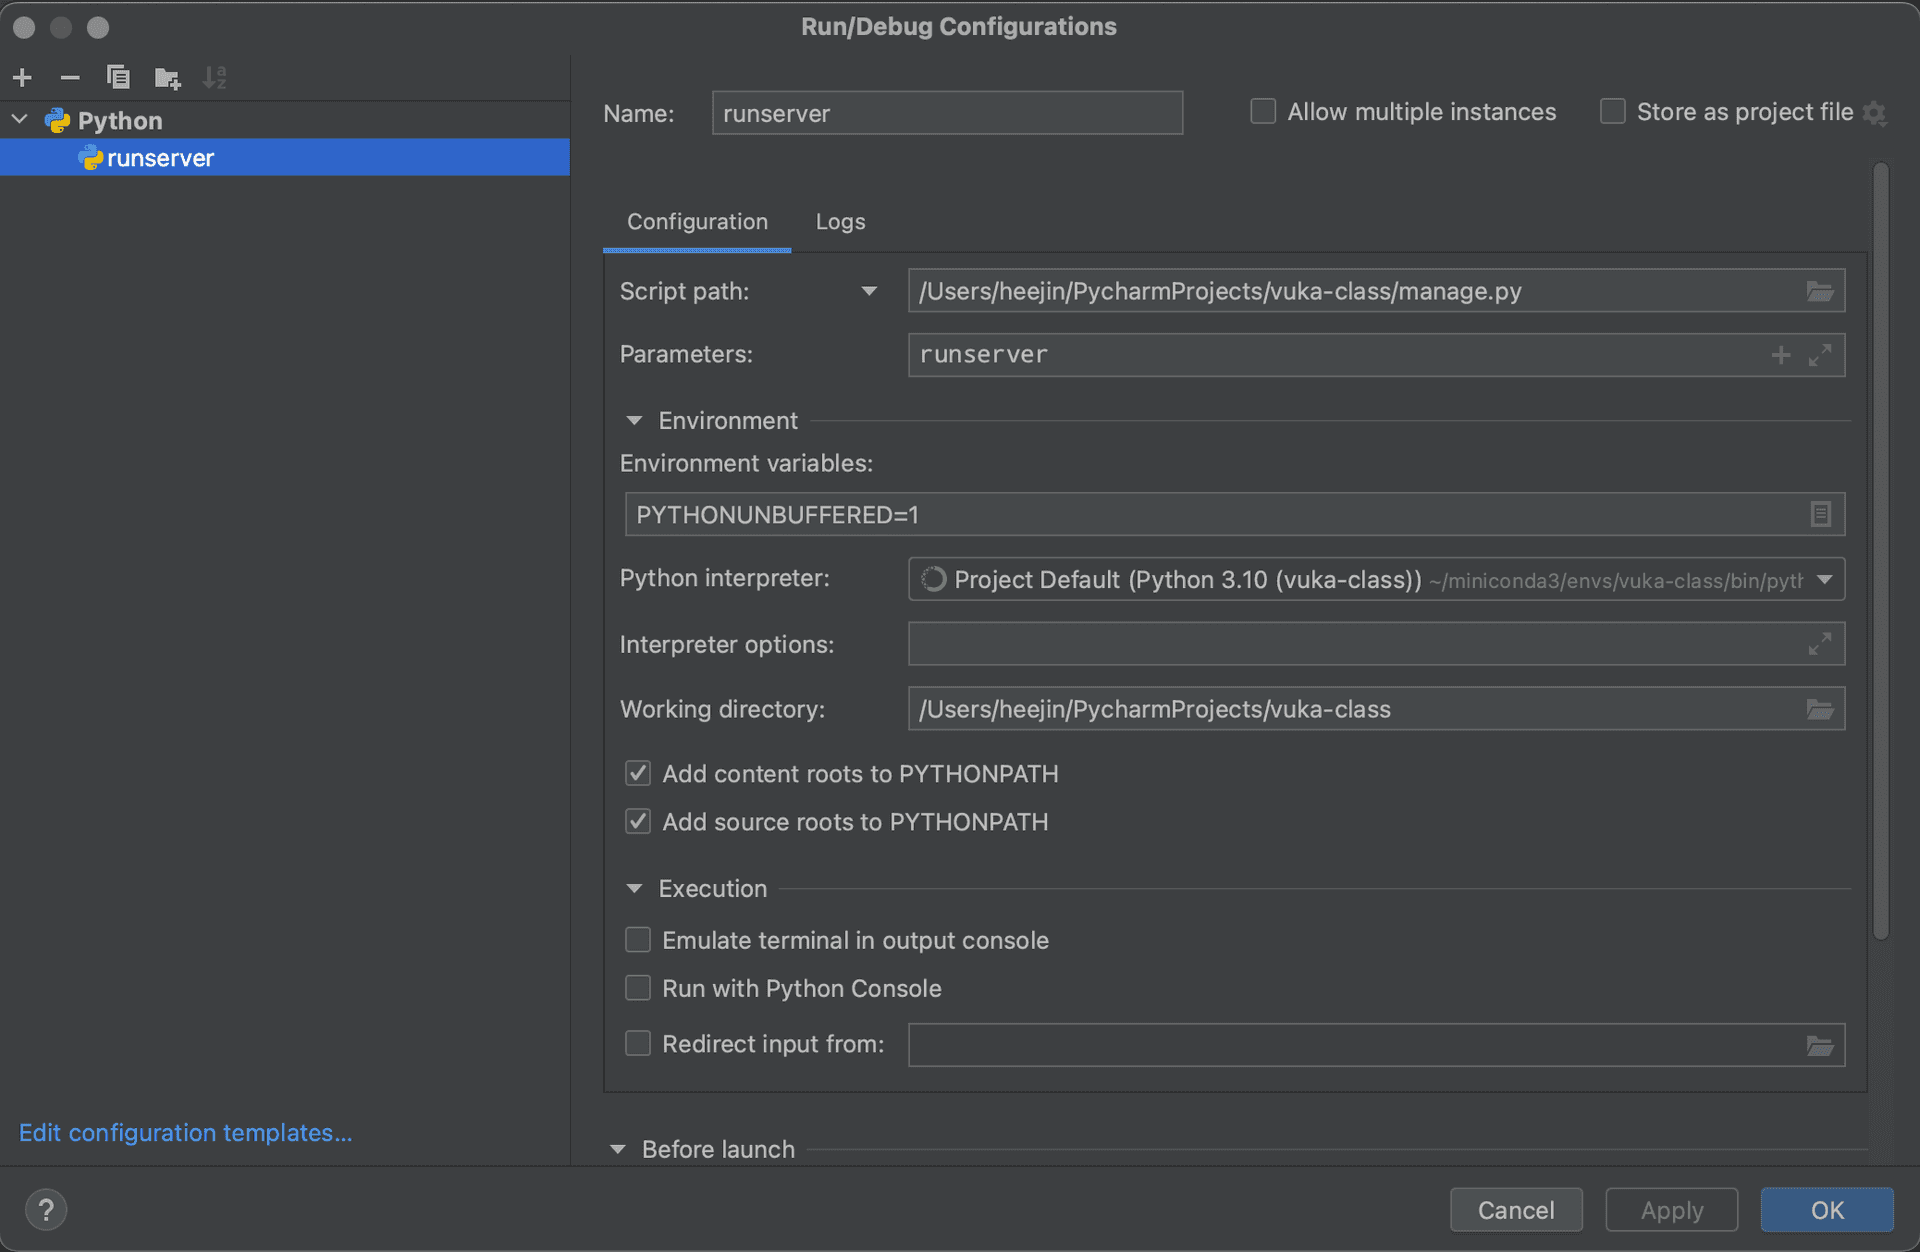 Run/Debug Configurations
Python
runserver
Edit configuration templates...
Name: runserver
Allow multiple instances
Store as project file
Configuration Logs
Script path: /Users/heejin/PycharmProjects/vuka-class/manage.py
Parameters: runserver
Environment
Environment variables:
PYTHONUNBUFFERED=1
Python interpreter: Project Default (Python 3.10 (vuka-class)) ~/miniconda3/envs/vuka-class/bin/pyth
Interpreter options:
Working directory: /Users/heejin/PycharmProjects/vuka-class
Add content roots to PYTHONPATH
Add source roots to PYTHONPATH
Execution
Emulate terminal in output console
Run with Python Console
Redirect input from:
Before launch
? Cancel Apply OK